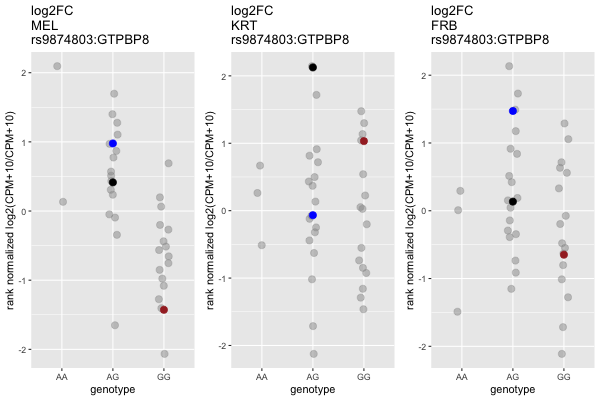 log2FC
MEL
rs9874803:GTPBP8
rank normalized log2(CPM+10/CPM+10)
2
1
0
-1
-2
AA AG GG
genotype
log2FC
KRT
rs9874803:GTPBP8
rank normalized log2(CPM+10/CPM+10)
2
1
0
-1
-2
AA AG GG
genotype
log2FC
FRB
rs9874803:GTPBP8
rank normalized log2(CPM+10/CPM+10)
2
1
0
-1
-2
AA AG GG
genotype